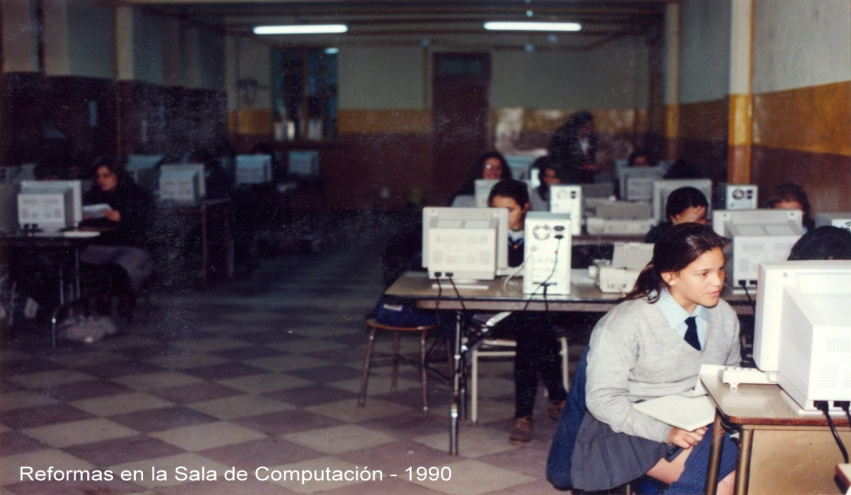 Reformas en la Sala de Computación - 1990